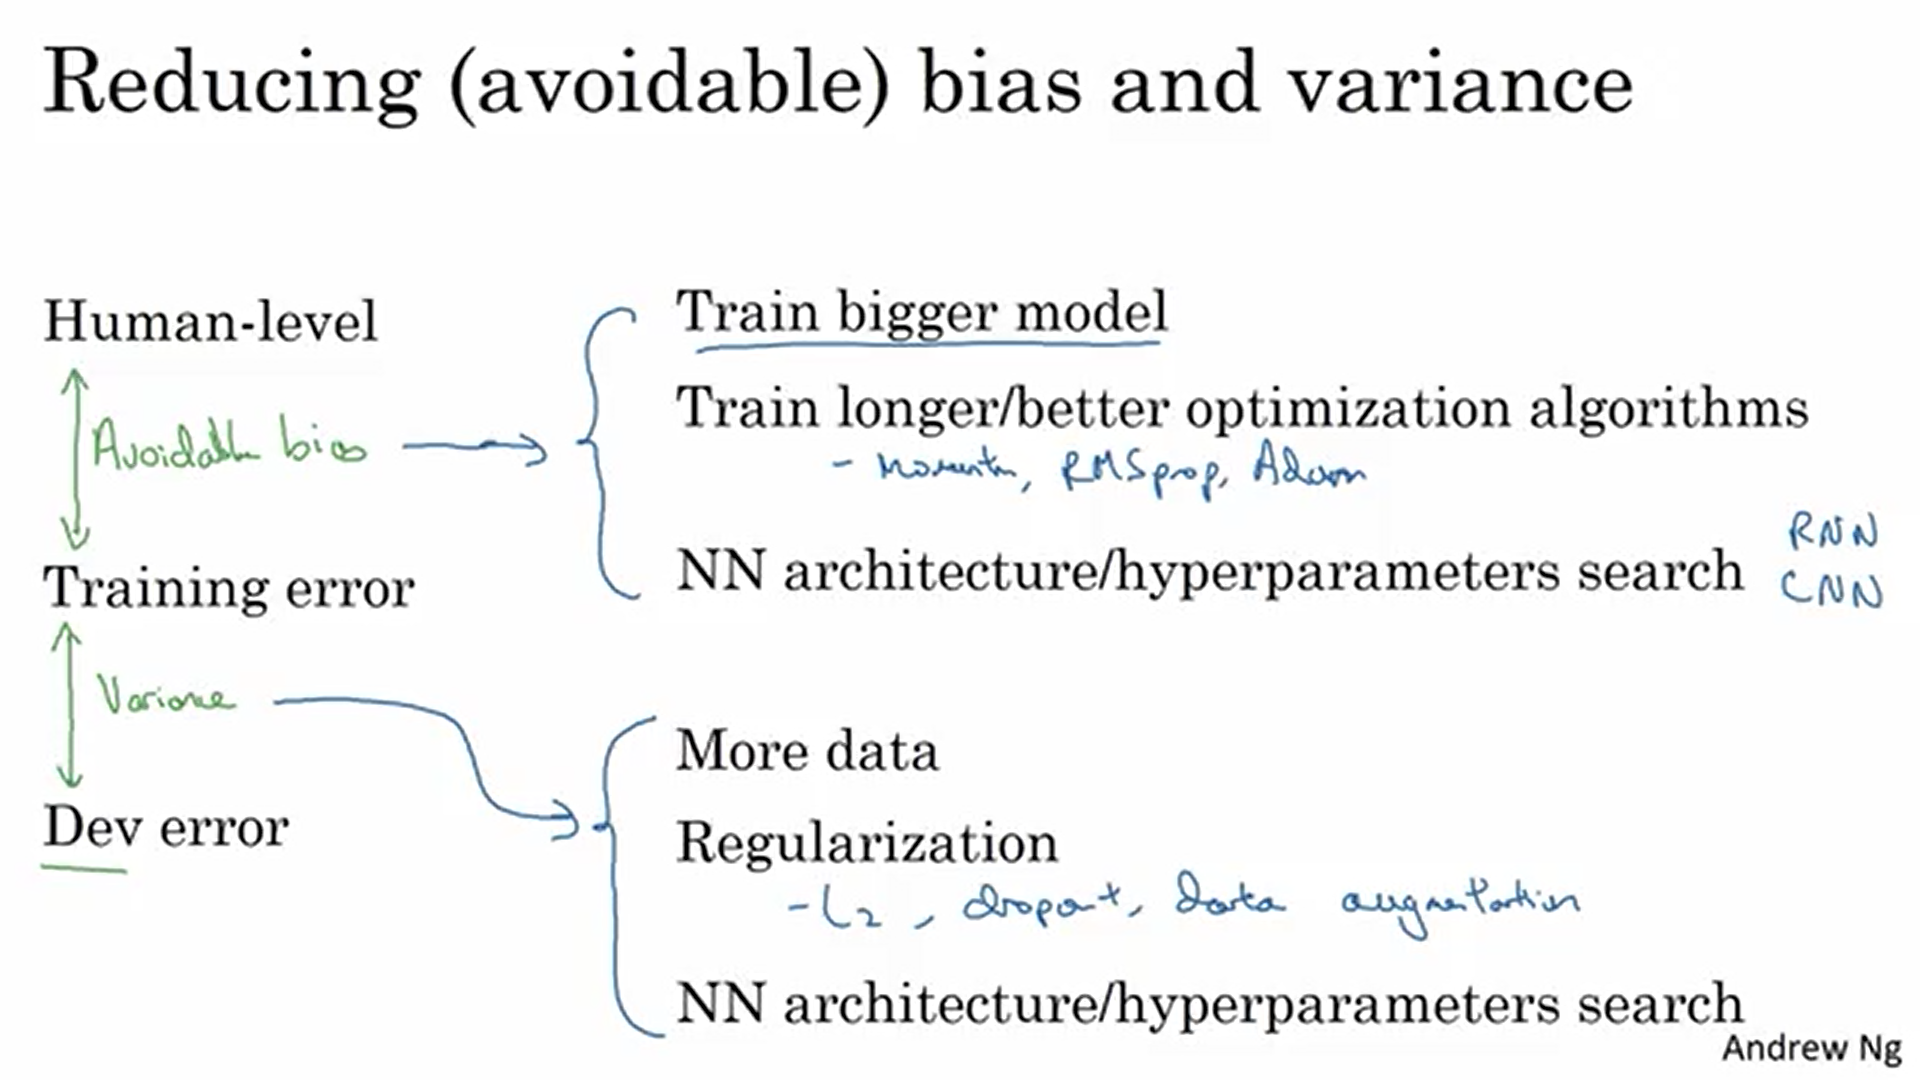 Reducing (avoidable) bias and variance
Human-level
Avoidable bias
Training error
Variance
Dev error
Train bigger model
Train longer/better optimization algorithms
- Momentum, RMSprop, Adam
NN architecture/hyperparameters search
RNN
CNN
More data
Regularization
- L2, dropout, data augmentation
NN architecture/hyperparameters search
Andrew Ng